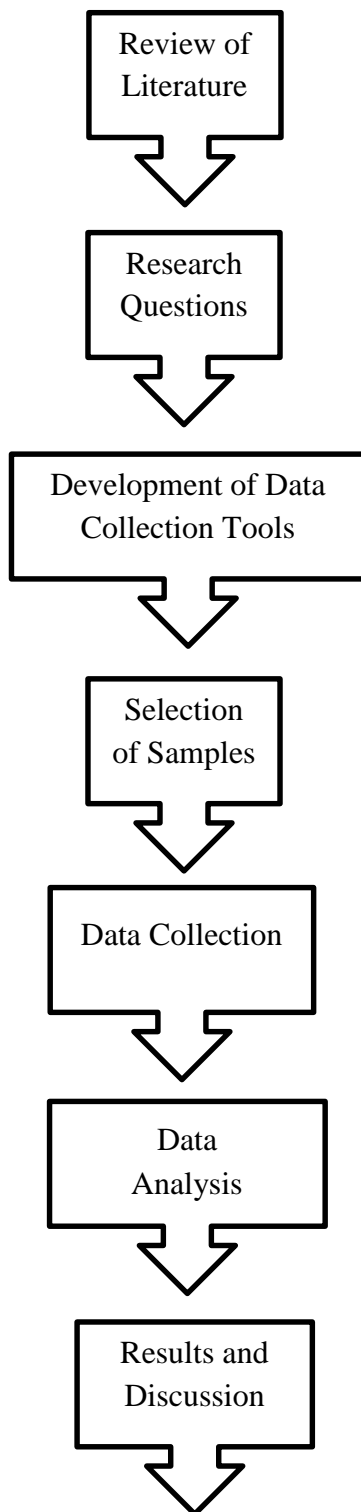 Review of
Literature
Research
Questions
Development of Data
Collection Tools
Selection
of Samples
Data Collection
Data
Analysis
Results and
Discussion